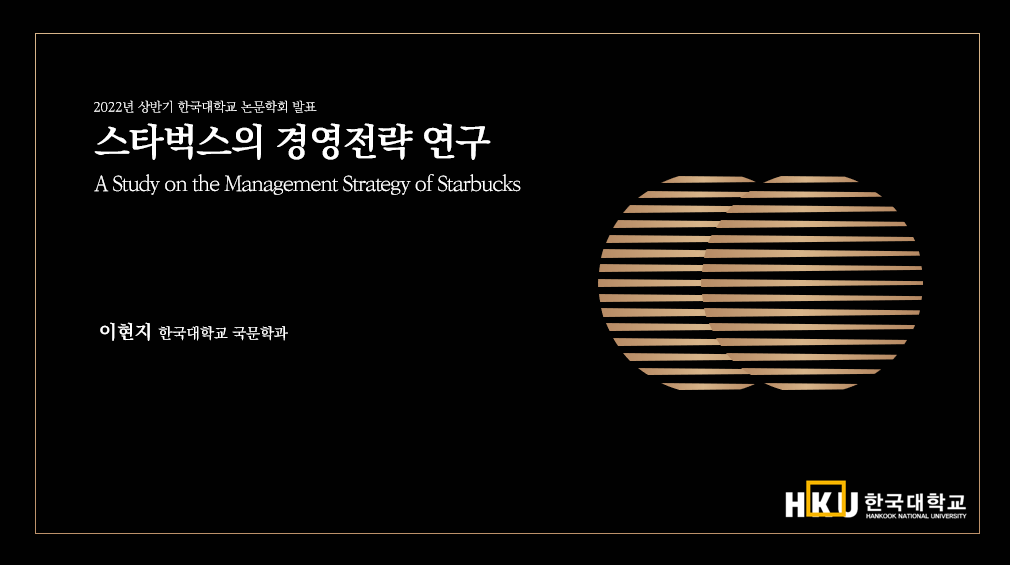 2022년 상반기 한국대학교 논문학회 발표
스타벅스의 경영전략 연구
A Study on the Management Strategy of Starbucks
이현지 한국대학교 국문학과
HKU 한국대학교
HANKOOK NATIONAL UNIVERSITY